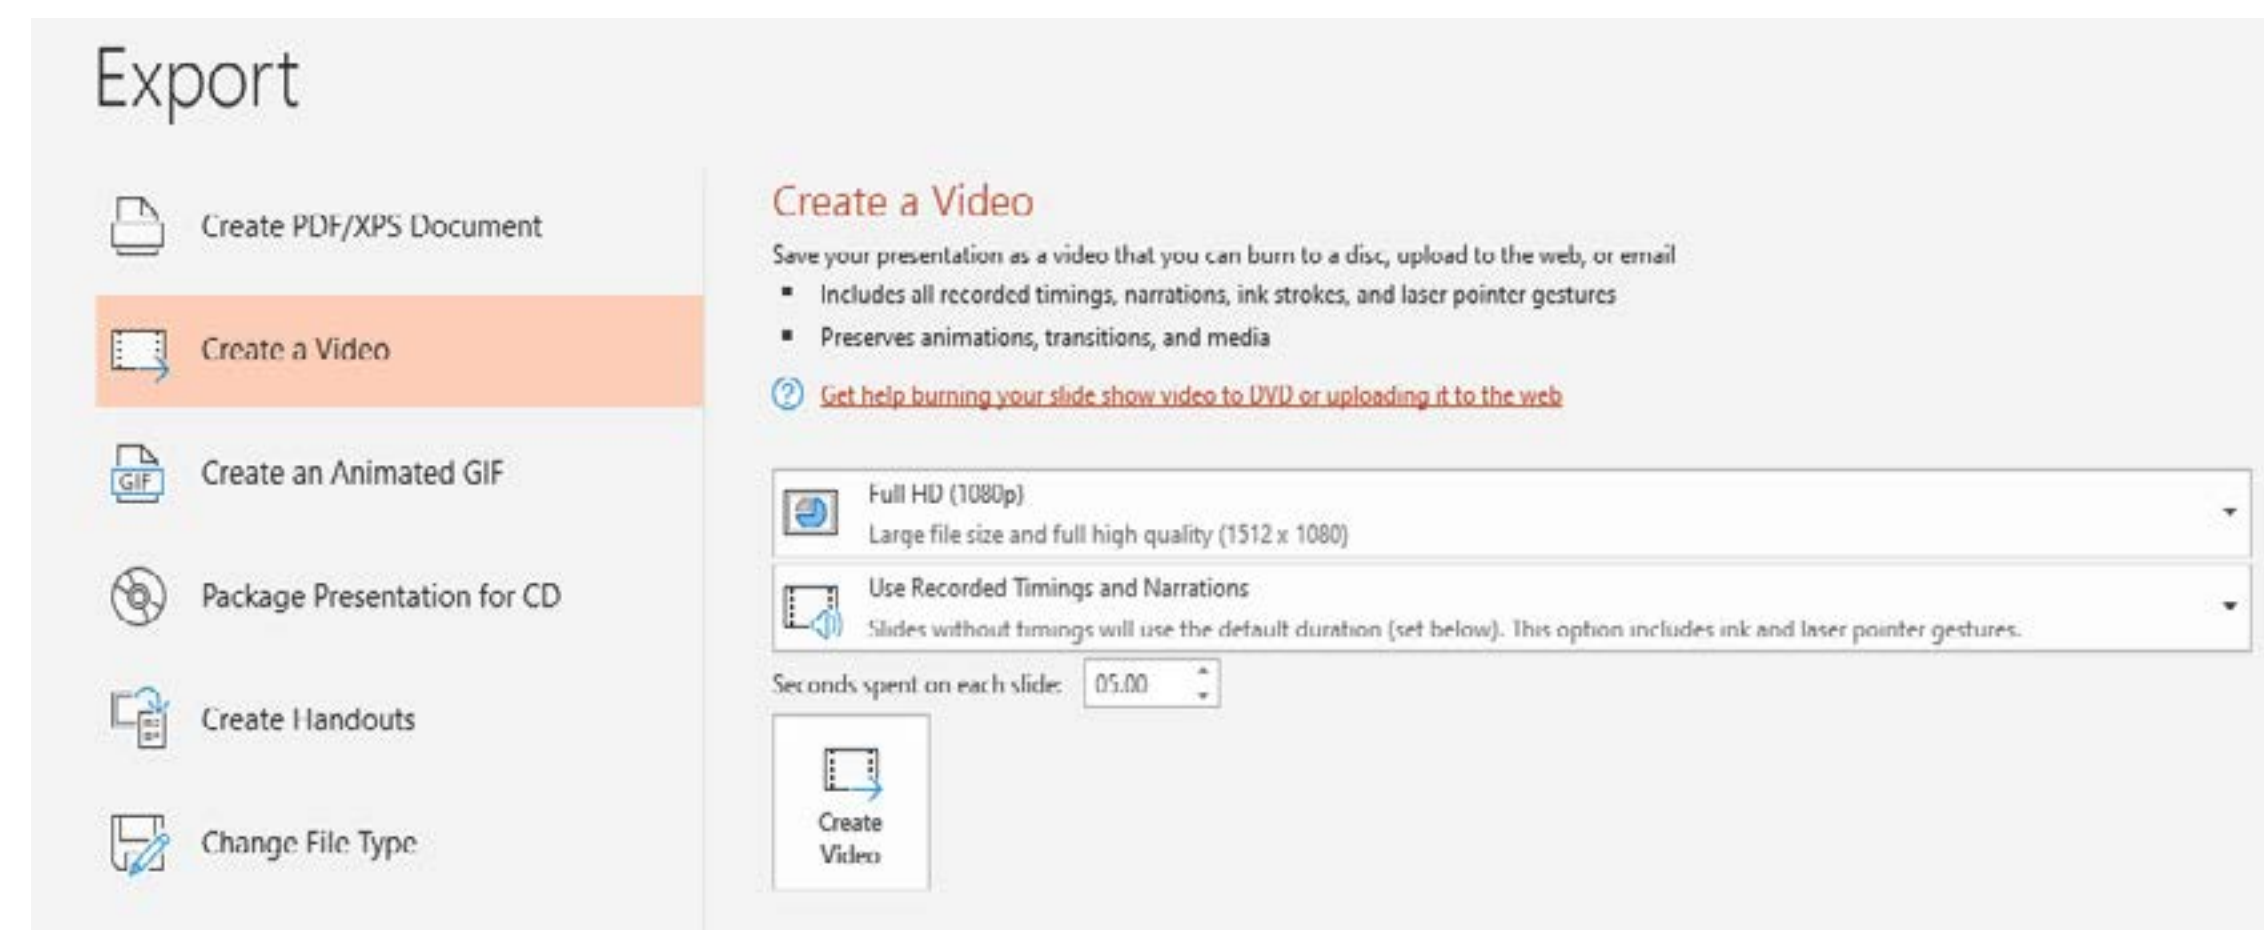 Export
Create PDF/XPS Document
Create a Video
GIF
Create an Animated GIF
Package Presentation for CD
Create Handouts
Change File Type
Create a Video
Save your presentation as a video that you can burn to a disc, upload to the web, or email
▪ Includes all recorded timings, narrations, ink strokes, and laser pointer gestures
▪ Preserves animations, transitions, and media
? Get help burning your slide show video to DVD or uploading it to the web
Full HD (1080p)
Large file size and full high quality (1512 x 1080)
Use Recorded Timings and Narrations
Slides without timings will use the default duration (set below). This option includes ink and laser pointer gestures.
Seconds spent on each slide: 05.00
Create
Video